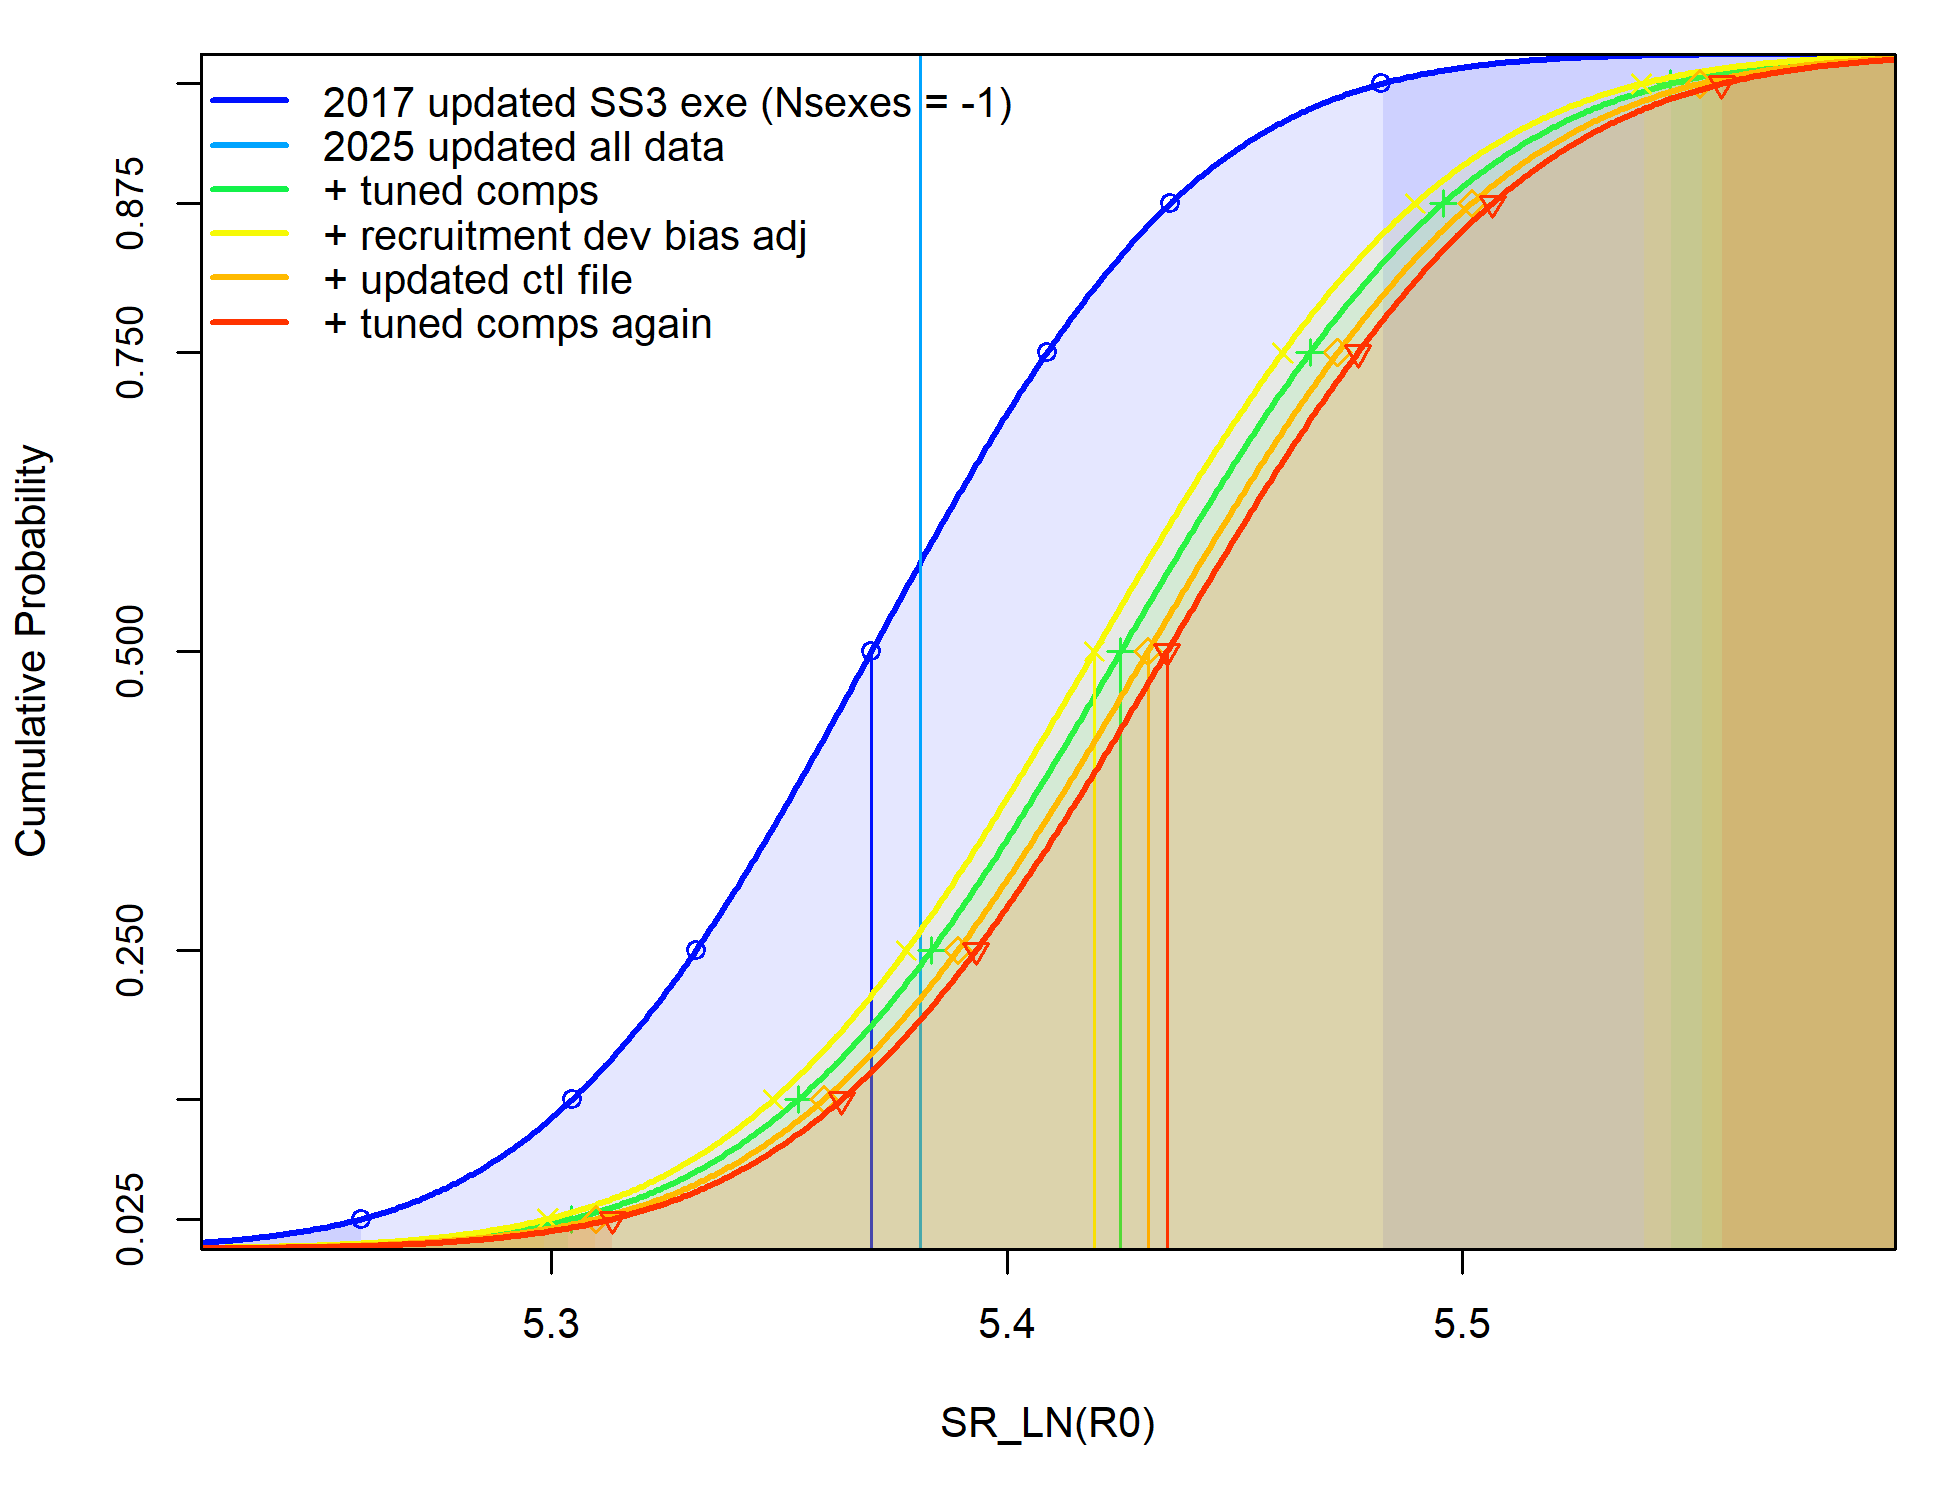 2017 updated SS3 exe (Nsexes = -1)
2025 updated all data
+ tuned comps
+ recruitment dev bias adj
+ updated ctl file
+ tuned comps again
Cumulative Probability
0.875
0.750
0.500
0.250
0.025
5.3
5.4
5.5
SR_LN(R0)